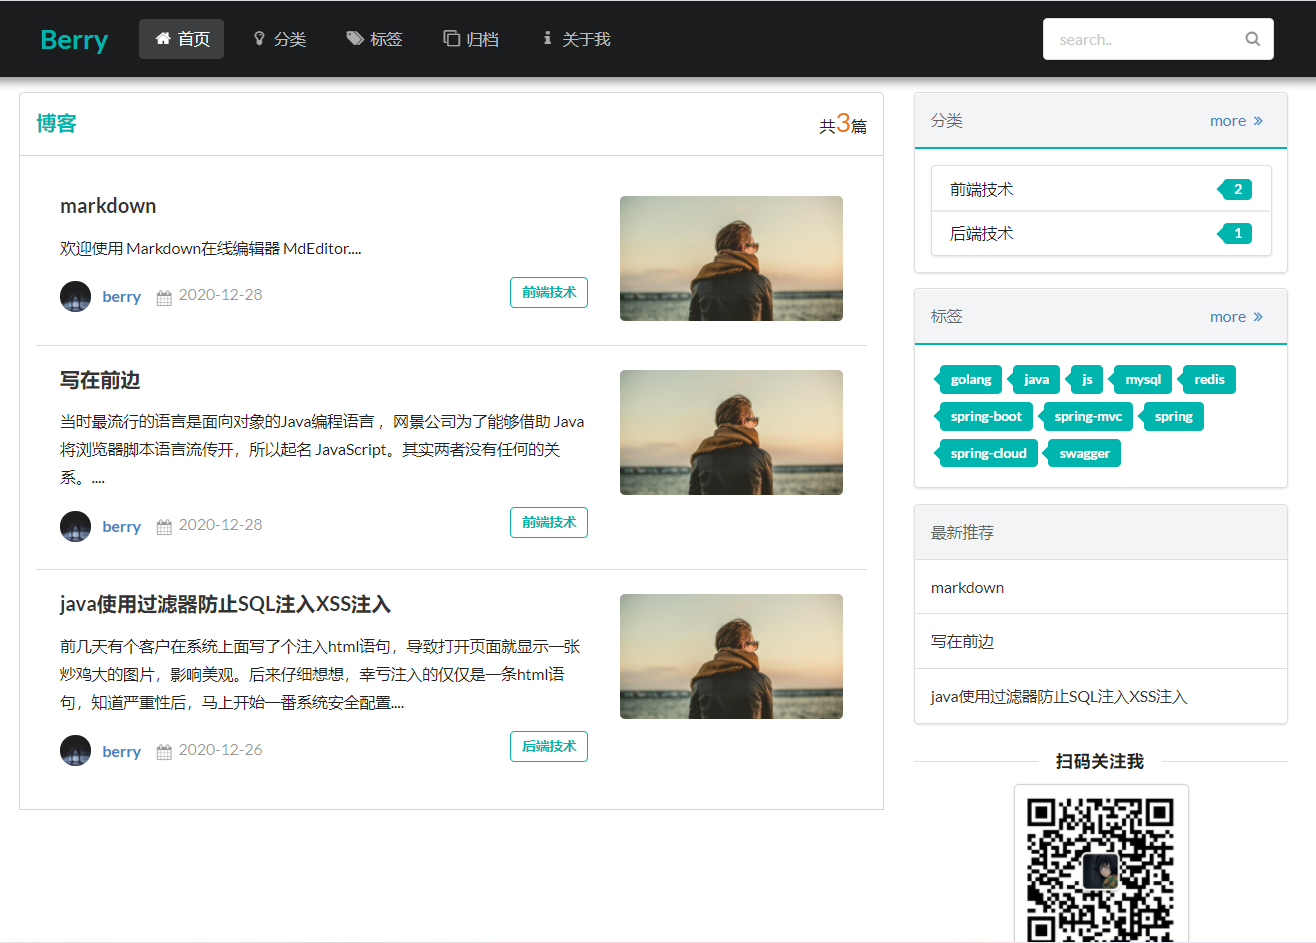 Berry
首页
分类
标签
归档
关于我
search..
博客
共3篇
markdown
欢迎使用 Markdown在线编辑器 MdEditor....
berry
2020-12-28
前端技术
写在前边
当时最流行的语言是面向对象的Java编程语言 ，网景公司为了能够借助 Java
将浏览器脚本语言流传开，所以起名 JavaScript。其实两者没有任何的关
系。....
berry
2020-12-28
前端技术
java使用过滤器防止SQL注入XSS注入
前几天有个客户在系统上面写了个注入html语句，导致打开页面就显示一张
炒鸡大的图片，影响美观。后来仔细想想，幸亏注入的仅仅是一条html语
句，知道严重性后，马上开始一番系统安全配置....
berry
2020-12-26
后端技术
分类
more
前端技术
2
后端技术
1
标签
more
golang
java
js
mysql
redis
spring-boot
spring-mvc
spring
spring-cloud
swagger
最新推荐
markdown
写在前边
java使用过滤器防止SQL注入XSS注入
扫码关注我